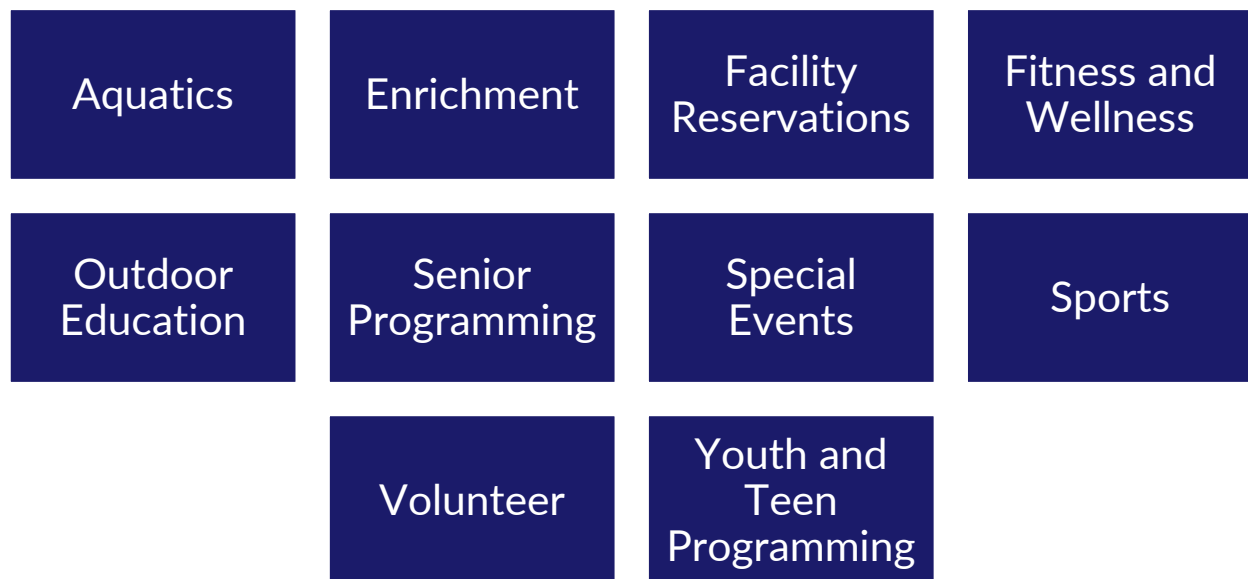 Aquatics
Enrichment
Facility
Reservations
Fitness and
Wellness
Outdoor
Education
Senior
Programming
Special
Events
Sports
Volunteer
Youth and
Teen
Programming